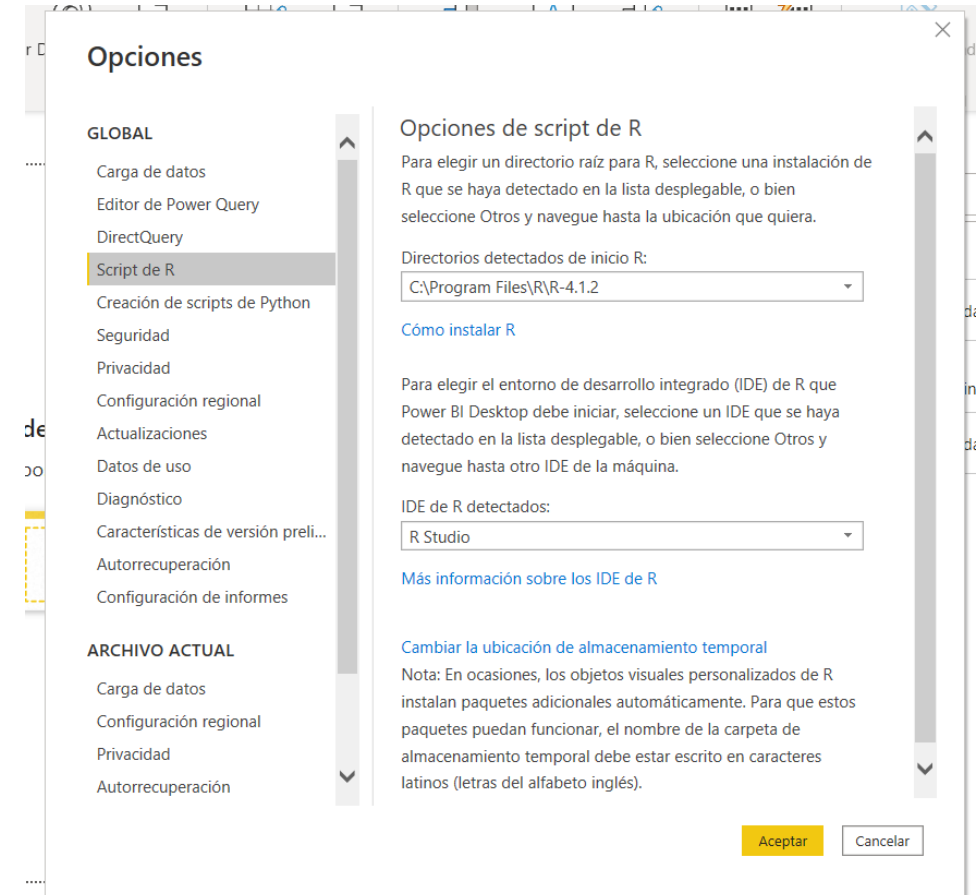 Opciones
GLOBAL
Carga de datos
Editor de Power Query
DirectQuery
Script de R
Creación de scripts de Python
Seguridad
Privacidad
Configuración regional
Actualizaciones
Datos de uso
Diagnóstico
Características de versión preli...
Autorrecuperación
Configuración de informes
ARCHIVO ACTUAL
Carga de datos
Configuración regional
Privacidad
Autorrecuperación
Opciones de script de R
Para elegir un directorio raíz para R, seleccione una instalación de
R que se haya detectado en la lista desplegable, o bien
seleccione Otros y navegue hasta la ubicación que quiera.
Directorios detectados de inicio R:
C:\Program Files\R\R-4.1.2
Cómo instalar R
Para elegir el entorno de desarrollo integrado (IDE) de R que
Power BI Desktop debe iniciar, seleccione un IDE que se haya
detectado en la lista desplegable, o bien seleccione Otros y
navegue hasta otro IDE de la máquina.
IDE de R detectados:
R Studio
Más información sobre los IDE de R
Cambiar la ubicación de almacenamiento temporal
Nota: En ocasiones, los objetos visuales personalizados de R
instalan paquetes adicionales automáticamente. Para que estos
paquetes puedan funcionar, el nombre de la carpeta de
almacenamiento temporal debe estar escrito en caracteres
latinos (letras del alfabeto inglés).
Aceptar
Cancelar